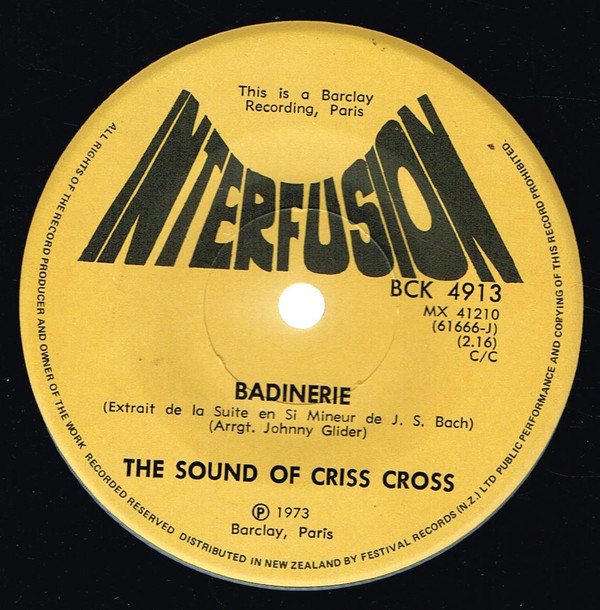 This is a Barclay
Recording, Paris
INTERFUSION
BCK 4913
MX 41210
(61666-J)
(2.16)
C/C
BADINERIE
(Extrait de la Suite en Si Mineur de J. S. Bach)
(Arrgt. Johnny Glider)
THE SOUND OF CRISS CROSS
Ⓟ 1973
Barclay, Paris
ALL RIGHTS OF THE RECORD PRODUCER AND OWNER OF THE WORK RECORDED RESERVED DISTRIBUTED IN NEW ZEALAND BY FESTIVAL RECORDS (N.Z.) LTD PUBLIC PERFORMANCE AND COPYING OF THIS RECORD PROHIBITED.